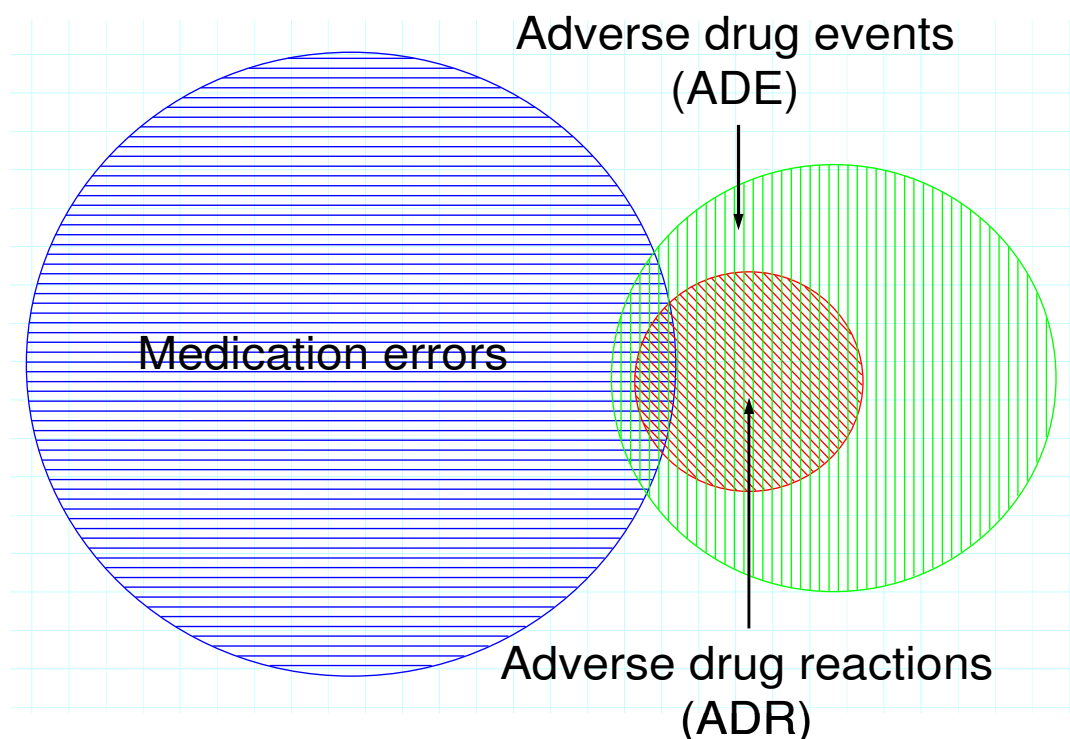 Adverse drug events
(ADE)
Medication errors
Adverse drug reactions
(ADR)